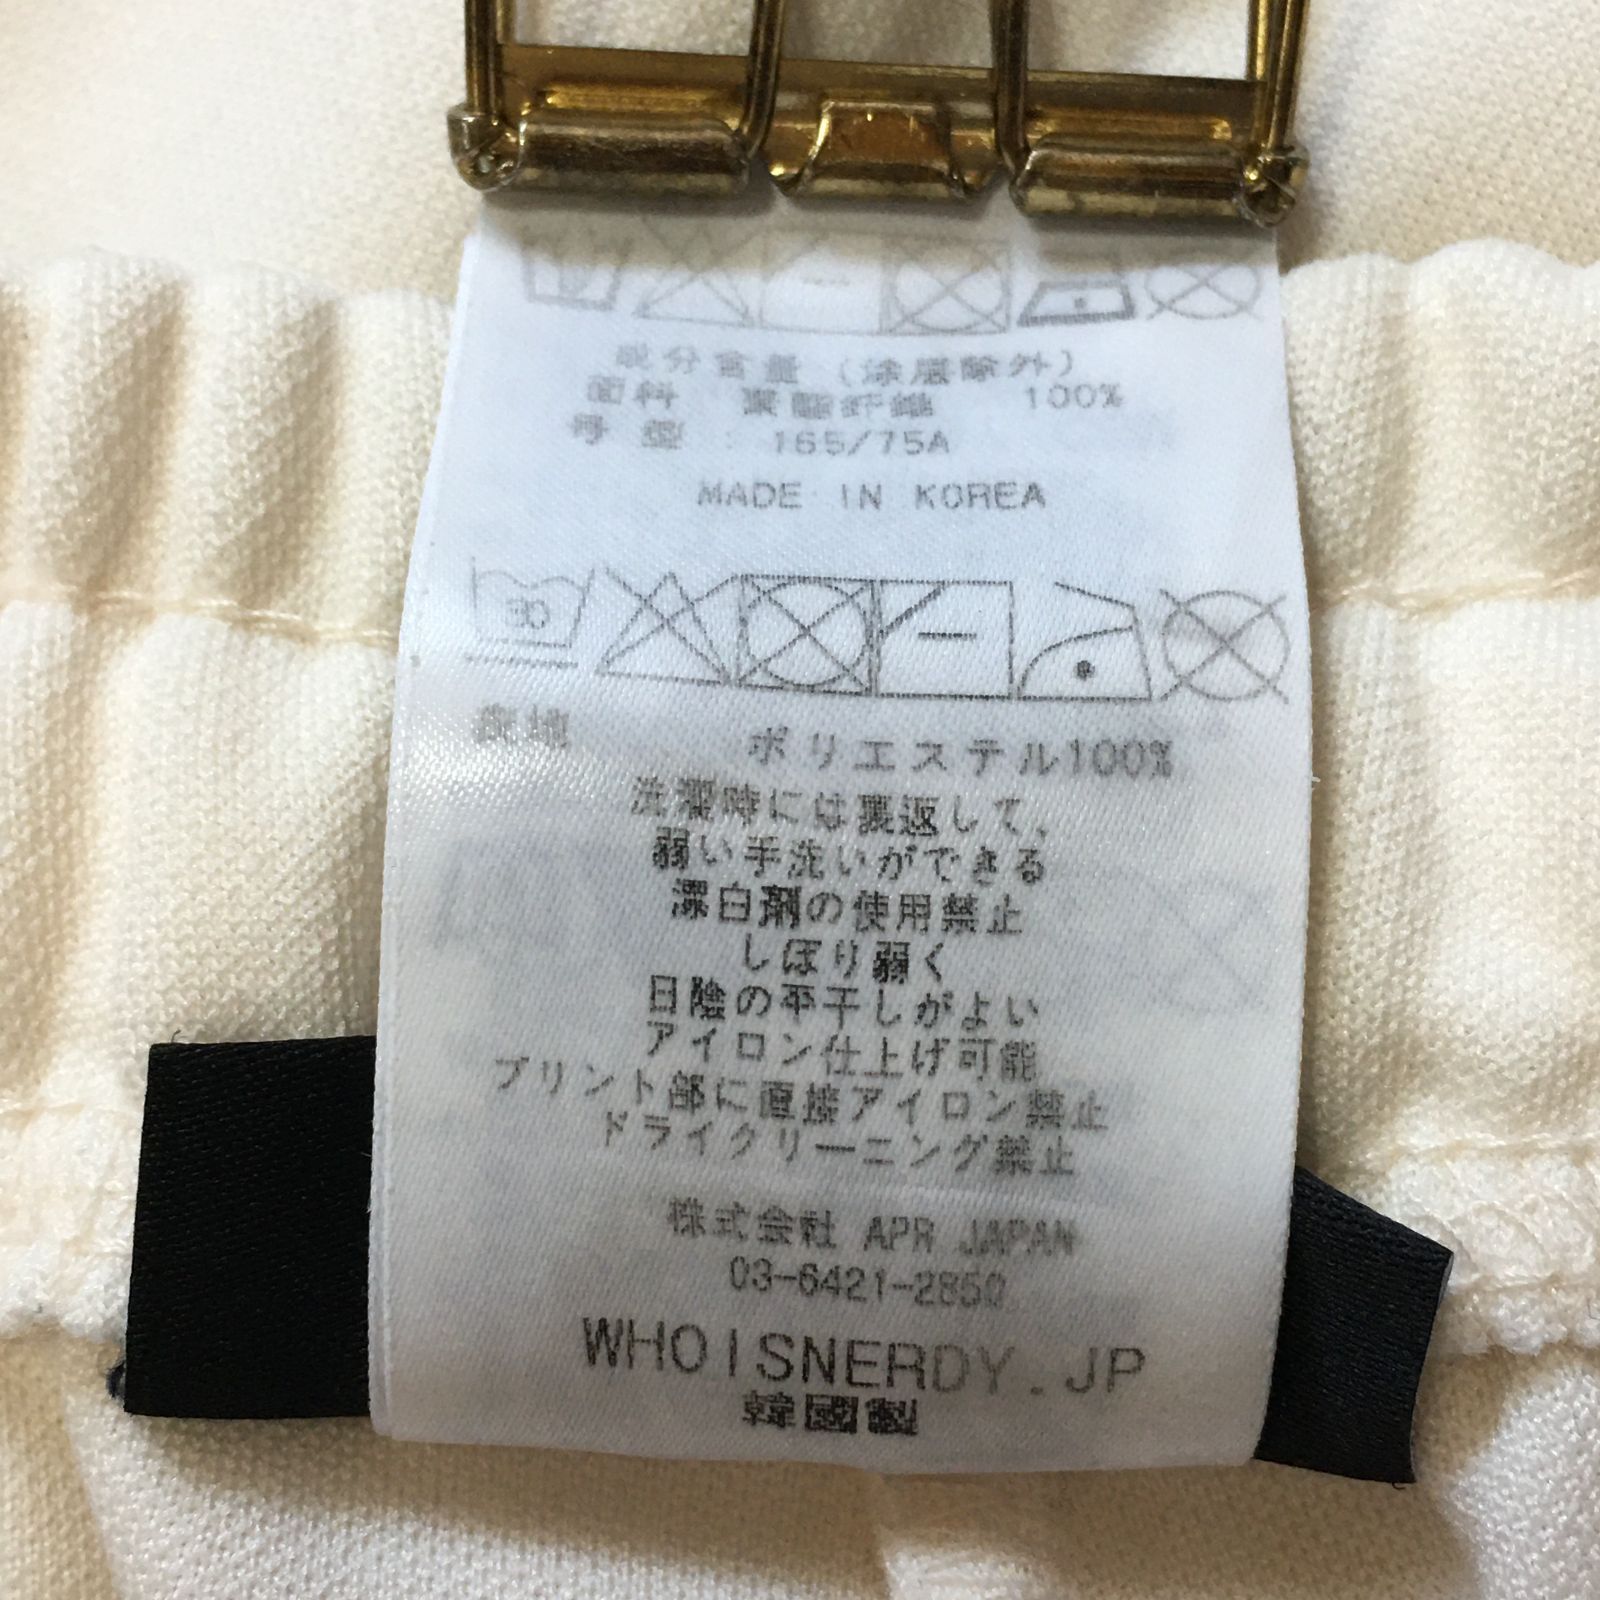 成分含量 (涂层除外)
面料 聚酯纤维 100%
号型 : 165/75A
MADE IN KOREA
30
表地 ポリエステル100%
洗濯時には裏返して、
弱い手洗いができる
漂白剤の使用禁止
しぼり弱く
日陰の平干しがよい
アイロン仕上げ可能
プリント部に直接アイロン禁止
ドライクリーニング禁止
株式会社 APR JAPAN
03-6421-2850
WHOISNERDY.JP
韓國製